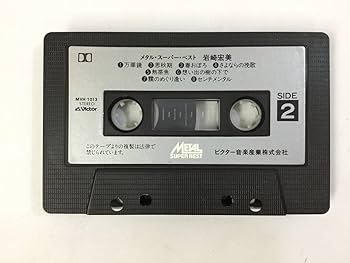 メタル・スーパー・ベスト 岩崎宏美
❶万華鏡 ❷思秋期 ❸春おぼろ ❹さよならの挽歌
❺熱帯魚 ❻想い出の樹の下で
❼霧のめぐり逢い ❽センチメンタル
MVK-1013
STEREO
Victor
SIDE
2
このテープよりの複製は法律で
禁じられています。
METAL
SUPER BEST
ビクター音楽産業株式会社